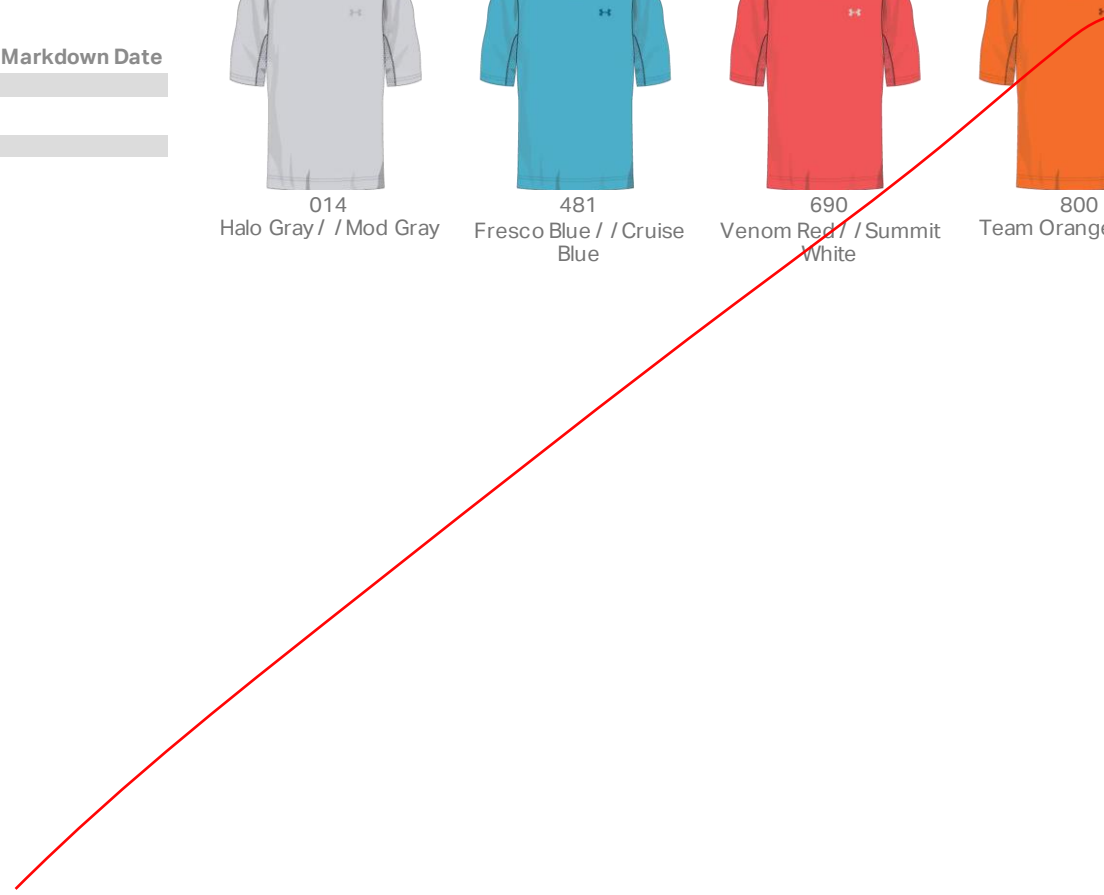 Markdown Date
014
Halo Gray / / Mod Gray
481
Fresco Blue / / Cruise
Blue
690
Venom Red / / Summit
White
800
Team Orange